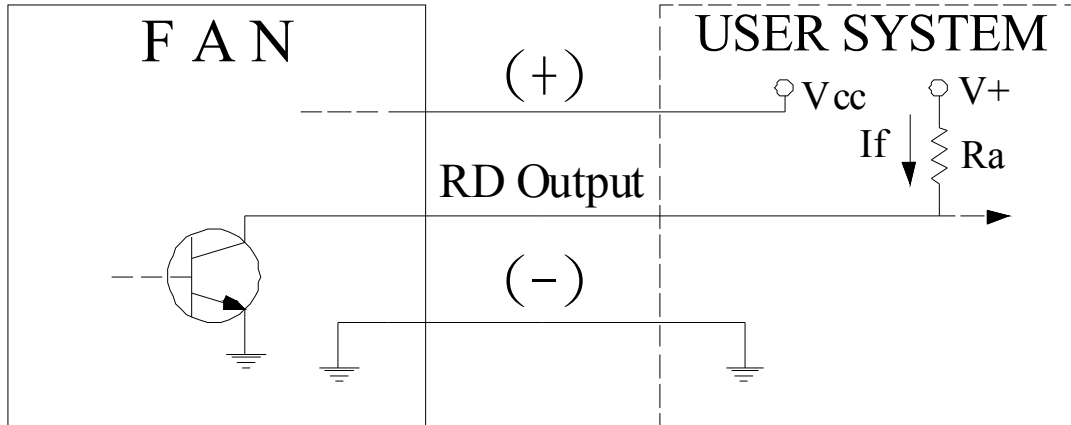 F A N
USER SYSTEM
(+)
Vcc
V+
If
Ra
RD Output
(−)